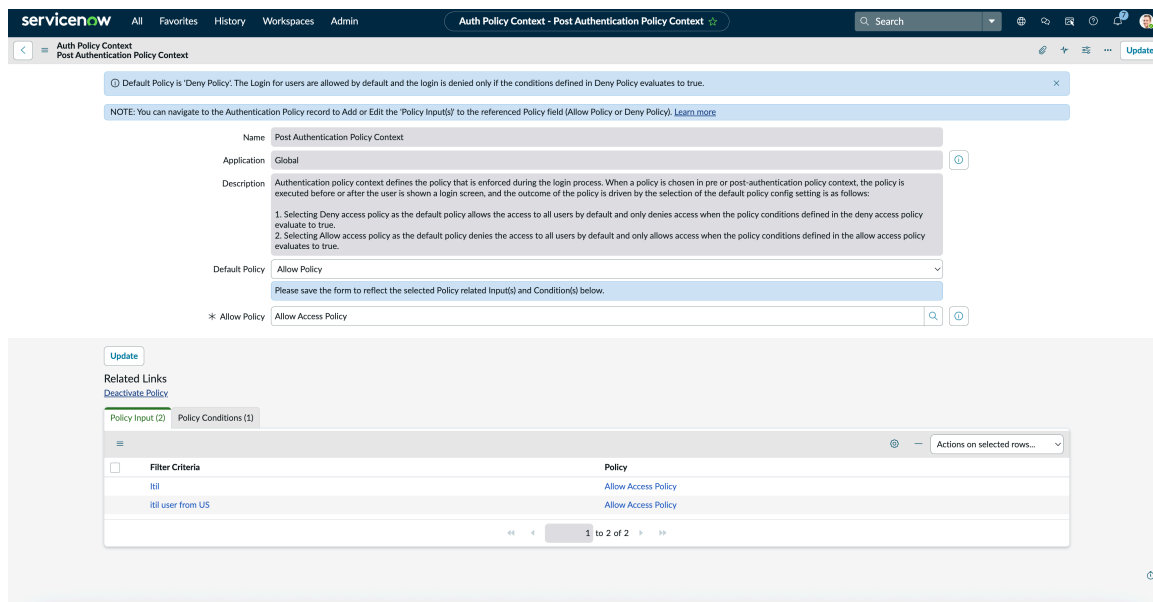 servicenow All Favorites History Workspaces Admin Auth Policy Context - Post Authentication Policy Context Search 7
Auth Policy Context
Post Authentication Policy Context
Update
Default Policy is 'Deny Policy'. The Login for users are allowed by default and the login is denied only if the conditions defined in Deny Policy evaluates to true.
NOTE: You can navigate to the Authentication Policy record to Add or Edit the 'Policy Input(s)' to the referenced Policy field (Allow Policy or Deny Policy). Learn more
Name Post Authentication Policy Context
Application Global
Description Authentication policy context defines the policy that is enforced during the login process. When a policy is chosen in pre or post-authentication policy context, the policy is
executed before or after the user is shown a login screen, and the outcome of the policy is driven by the selection of the default policy config setting is as follows:
1. Selecting Deny access policy as the default policy allows the access to all users by default and only denies access when the policy conditions defined in the deny access policy
evaluate to true.
2. Selecting Allow access policy as the default policy denies the access to all users by default and only allows access when the policy conditions defined in the allow access policy
evaluates to true.
Default Policy Allow Policy
Please save the form to reflect the selected Policy related Input(s) and Condition(s) below.
Allow Policy Allow Access Policy
Update
Related Links
Deactivate Policy
Policy Input (2) Policy Conditions (1)
Actions on selected rows...
Filter Criteria Policy
Itil Allow Access Policy
itil user from US Allow Access Policy
1 to 2 of 2